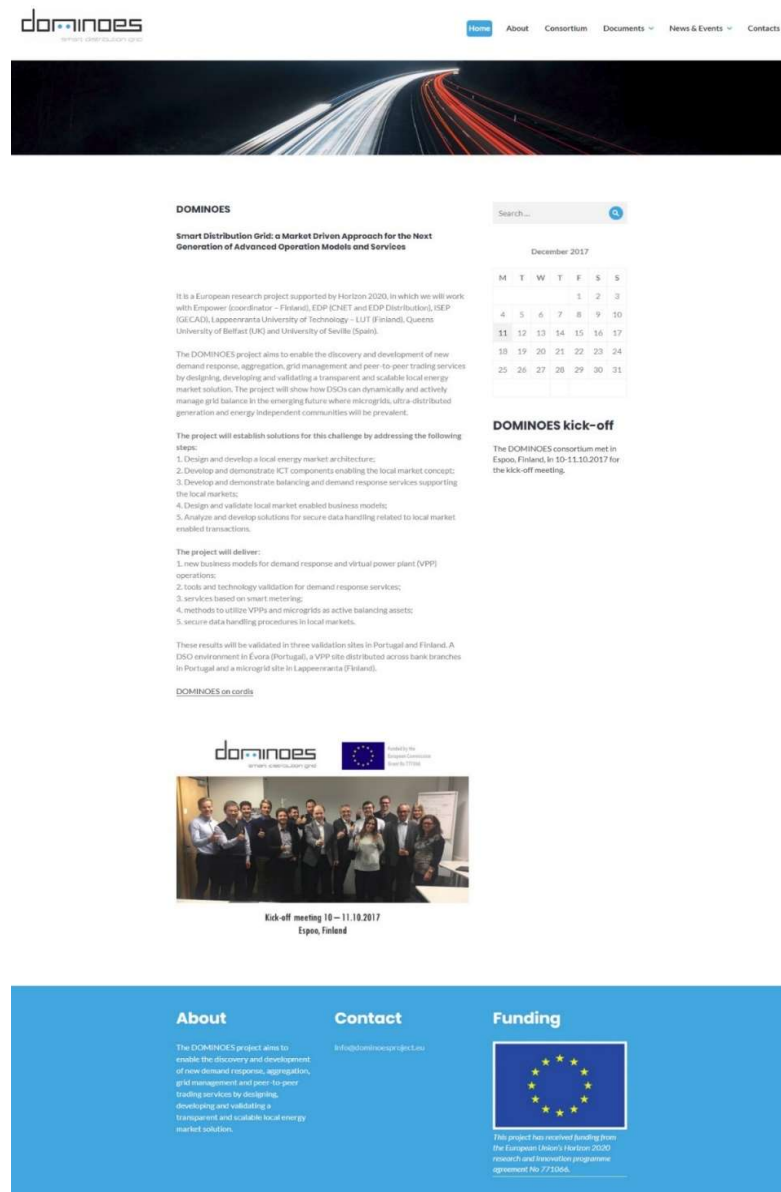 dominoes
smart distribution grid
Home About Consortium Documents News & Events Contacts
DOMINOES
Smart Distribution Grid: a Market Driven Approach for the Next
Generation of Advanced Operation Models and Services
It is a European research project supported by Horizon 2020, in which we will work
with Empower (coordinator – Finland), EDP (CNET and EDP Distribution), ISEP
(GECAD), Lappeenranta University of Technology – LUT (Finland), Queens
University of Belfast (UK) and University of Seville (Spain).
The DOMINOES project aims to enable the discovery and development of new
demand response, aggregation, grid management and peer-to-peer trading services
by designing, developing and validating a transparent and scalable local energy
market solution. The project will show how DSOs can dynamically and actively
manage grid balance in the emerging future where microgrids, ultra-distributed
generation and energy independent communities will be prevalent.
The project will establish solutions for this challenge by addressing the following
steps:
1. Design and develop a local energy market architecture;
2. Develop and demonstrate ICT components enabling the local market concept;
3. Develop and demonstrate balancing and demand response services supporting
the local markets;
4. Design and validate local market enabled business models;
5. Analyze and develop solutions for secure data handling related to local market
enabled transactions.
The project will deliver:
1. new business models for demand response and virtual power plant (VPP)
operations;
2. tools and technology validation for demand response services;
3. services based on smart metering;
4. methods to utilize VPPs and microgrids as active balancing assets;
5. secure data handling procedures in local markets.
These results will be validated in three validation sites in Portugal and Finland. A
DSO environment in Évora (Portugal), a VPP site distributed across bank branches
in Portugal and a microgrid site in Lappeenranta (Finland).
DOMINOES on cordis
dominoes
smart distribution grid
Funded by the
European Commission
Grant No 771066
Kick-off meeting 10 – 11.10.2017
Espoo, Finland
Search ...
December 2017
M T W T F S S
1 2 3
4 5 6 7 8 9 10
11 12 13 14 15 16 17
18 19 20 21 22 23 24
25 26 27 28 29 30 31
DOMINOES kick-off
The DOMINOES consortium met in
Espoo, Finland, in 10-11.10.2017 for
the kick-off meeting.
About
The DOMINOES project aims to
enable the discovery and development
of new demand response, aggregation,
grid management and peer-to-peer
trading services by designing,
developing and validating a
transparent and scalable local energy
market solution.
Contact
info@dominoesproject.eu
Funding
This project has received funding from
the European Union's Horizon 2020
research and innovation programme
agreement No 771066.